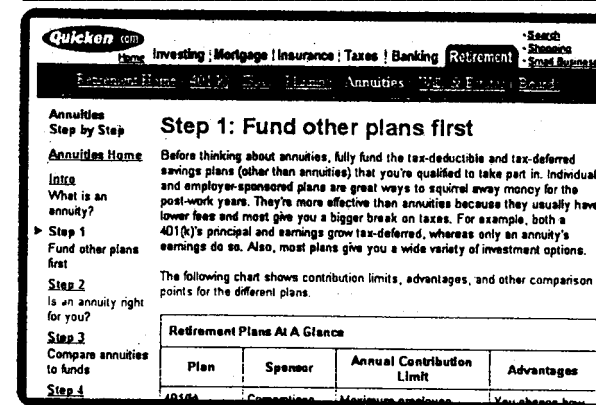 Quicken.com
Home
Investing | Mortgage | Insurance | Taxes | Banking
Retirement
• Search
• Shopping
• Small Business
Retirement Home 401(k) Annuities
Annuities
Step by Step
Annuities Home
Intro
What is an
annuity?
Step 1
Fund other plans
first
Step 2
Is an annuity right
for you?
Step 3
Compare annuities
to funds
Step 4
Step 1: Fund other plans first
Before thinking about annuities, fully fund the tax-deductible and tax-deferred
savings plans (other than annuities) that you're qualified to take part in. Individual
and employer-sponsored plans are great ways to squirrel away money for the
post-work years. They're more effective than annuities because they usually have
lower fees and most give you a bigger break on taxes. For example, both a
401(k)'s principal and earnings grow tax-deferred, whereas only an annuity's
earnings do so. Also, most plans give you a wide variety of investment options.
The following chart shows contribution limits, advantages, and other comparison
points for the different plans.
Retirement Plans At A Glance
Plan
Sponsor
Annual Contribution
Limit
Advantages
401(k)